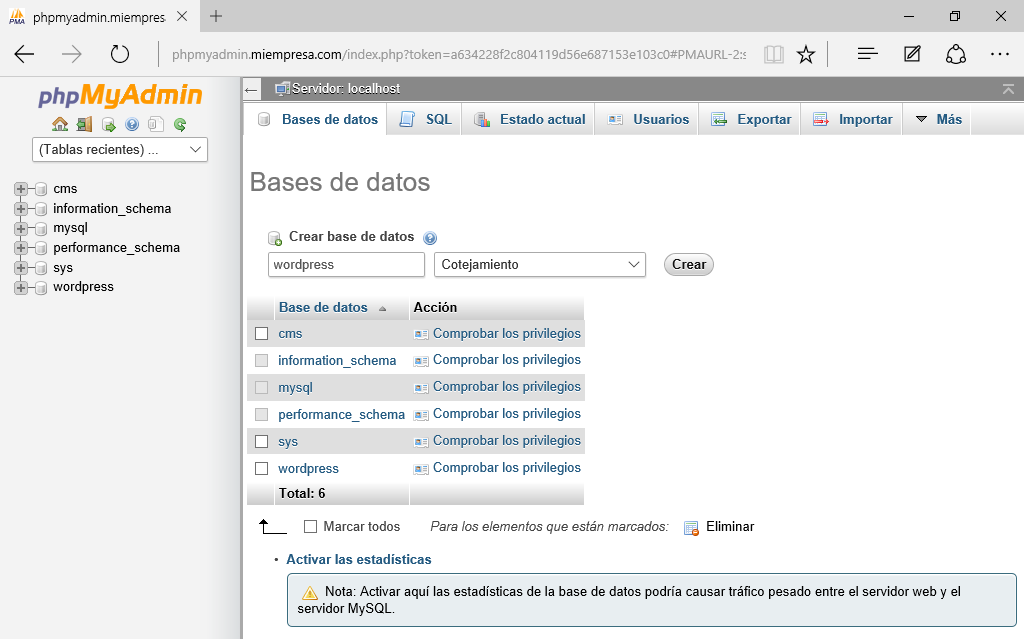 phpmyadmin.miempres
phpmyadmin.miempresa.com/index.php?token=a634228f2c804119d56e687153e103c0#PMAURL-2:s
phpMyAdmin
(Tablas recientes) ...
cms
information_schema
mysql
performance_schema
sys
wordpress
Servidor: localhost
Bases de datos SQL Estado actual Usuarios Exportar Importar Más
Bases de datos
Crear base de datos
wordpress Cotejamiento Crear
Base de datos Acción
cms Comprobar los privilegios
information_schema Comprobar los privilegios
mysql Comprobar los privilegios
performance_schema Comprobar los privilegios
sys Comprobar los privilegios
wordpress Comprobar los privilegios
Total: 6
Marcar todos Para los elementos que están marcados: Eliminar
• Activar las estadísticas
Nota: Activar aquí las estadísticas de la base de datos podría causar tráfico pesado entre el servidor web y el
servidor MySQL.